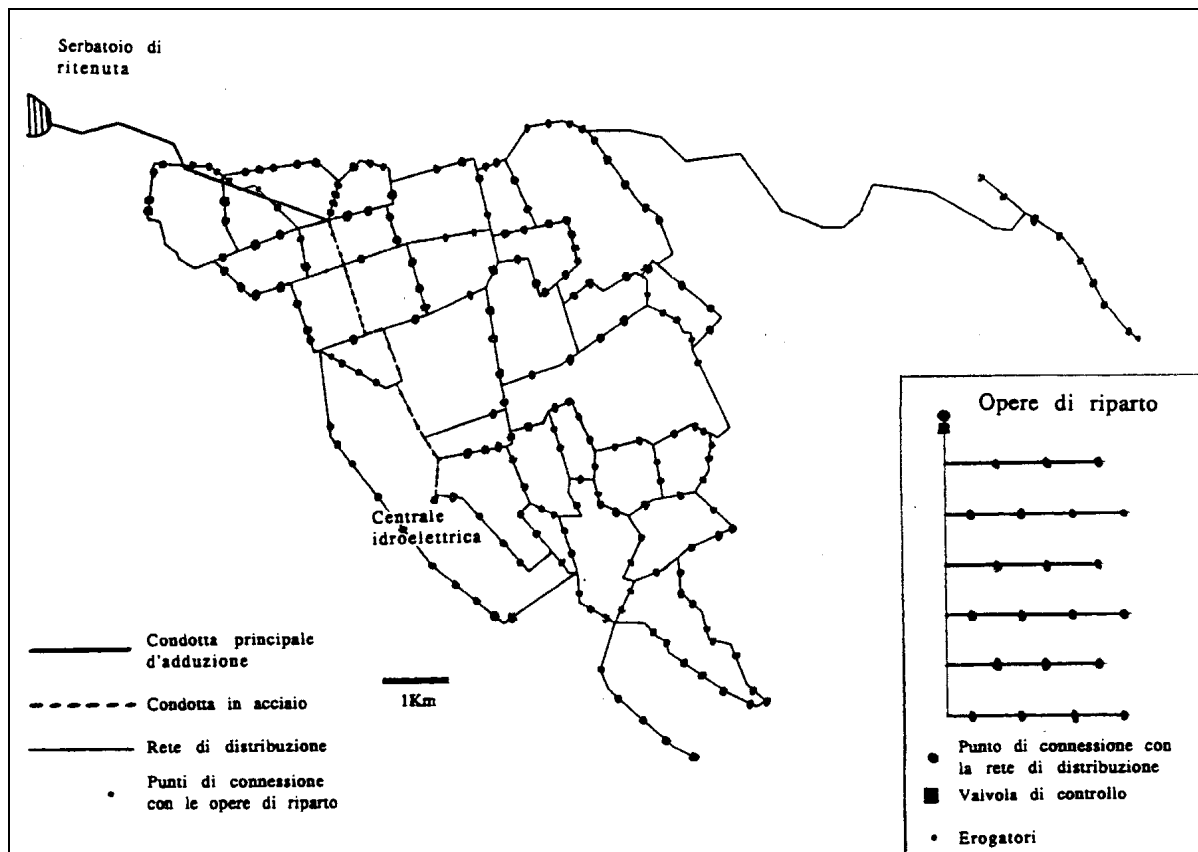 Serbatoio di
ritenuta
Centrale
idroelettrica
Condotta principale
d'adduzione
Condotta in acciaio
Rete di distribuzione
Punti di connessione
con le opere di riparto
1Km
Opere di riparto
Punto di connessione con
la rete di distribuzione
Valvola di controllo
Erogatori